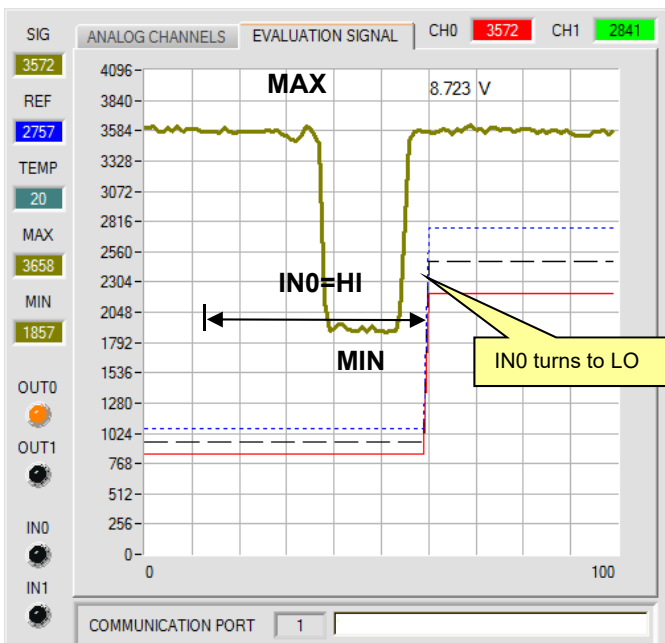 SIG
ANALOG CHANNELS
EVALUATION SIGNAL
CH0
3572
CH1
2841
3572
REF
2757
TEMP
20
MAX
3658
MIN
1857
OUT0
OUT1
IN0
IN1
4096
3840
3584
3328
3072
2816
2560
2304
2048
1792
1536
1280
1024
768
512
256
0
MAX
8.723 V
IN0=HI
MIN
IN0 turns to LO
0
100
COMMUNICATION PORT
1